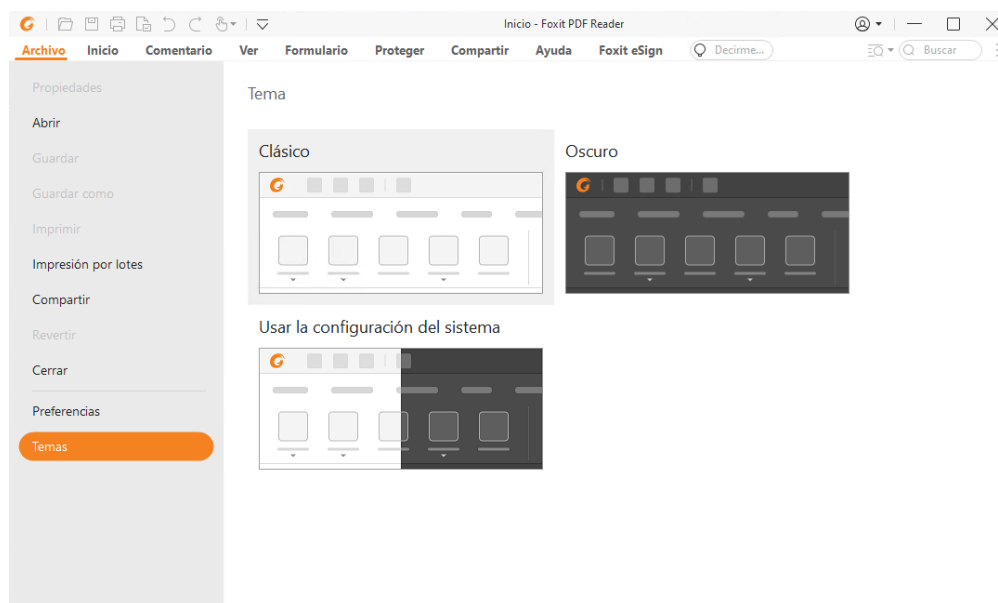 Inicio - Foxit PDF Reader
Archivo Inicio Comentario Ver Formulario Proteger Compartir Ayuda Foxit eSign Decirme... Buscar
Propiedades
Abrir
Guardar
Guardar como
Imprimir
Impresión por lotes
Compartir
Revertir
Cerrar
Preferencias
Temas
Tema
Clásico Oscuro
Usar la configuración del sistema